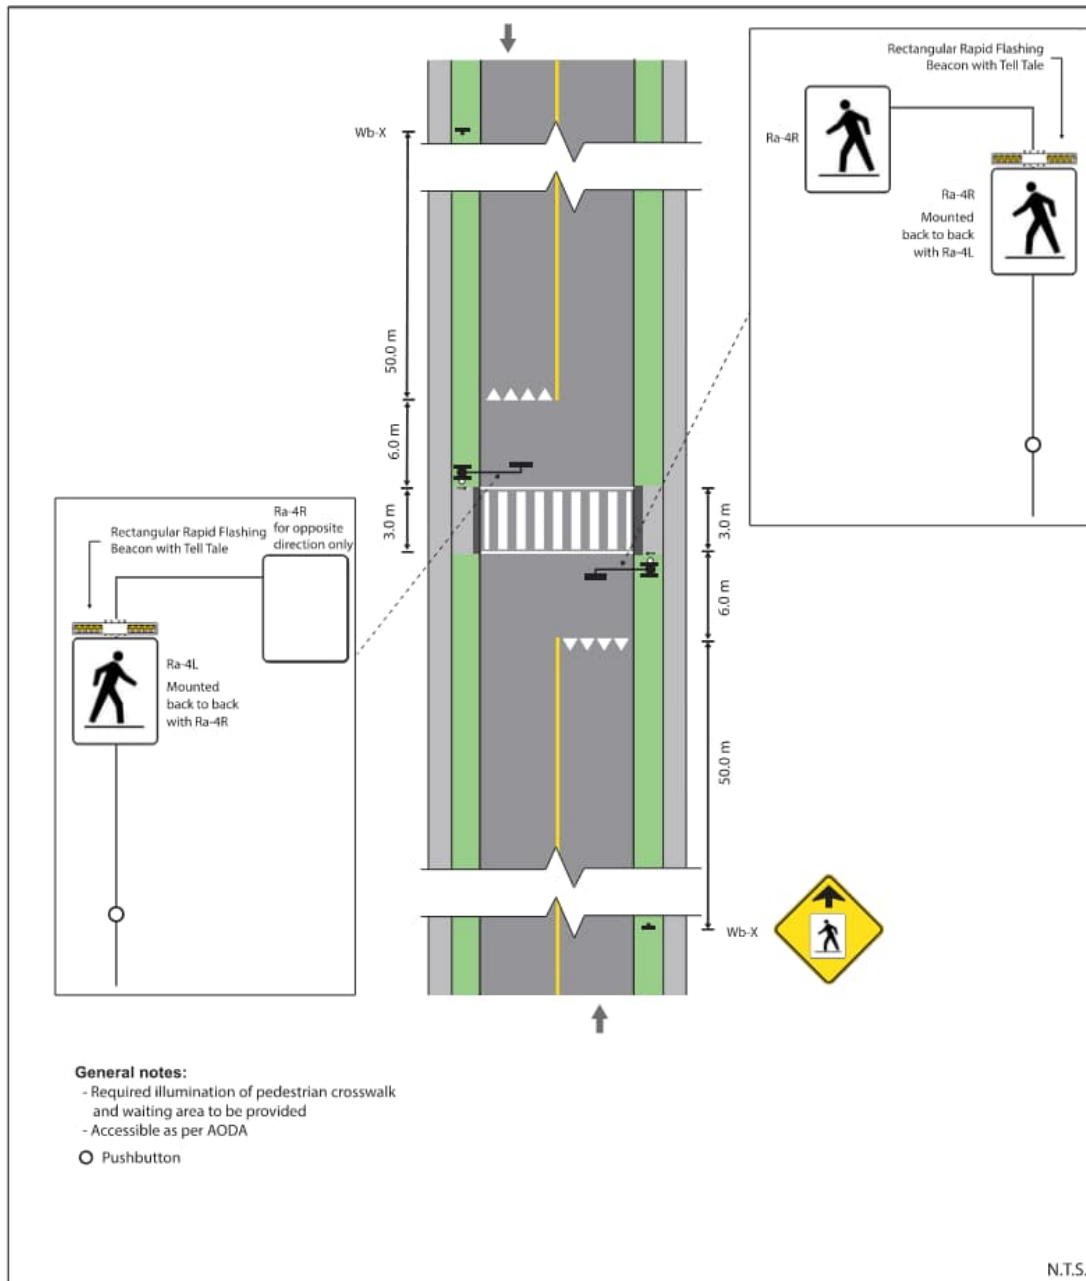 Rectangular Rapid Flashing
Beacon with Tell Tale
Ra-4R
Ra-4R
Mounted
back to back
with Ra-4L
Wb-X
50.0 m
6.0 m
3.0 m
3.0 m
6.0 m
50.0 m
Wb-X
Ra-4R
for opposite
direction only
Rectangular Rapid Flashing
Beacon with Tell Tale
Ra-4L
Mounted
back to back
with Ra-4R
General notes:
- Required illumination of pedestrian crosswalk
and waiting area to be provided
- Accessible as per AODA
Pushbutton
N.T.S.